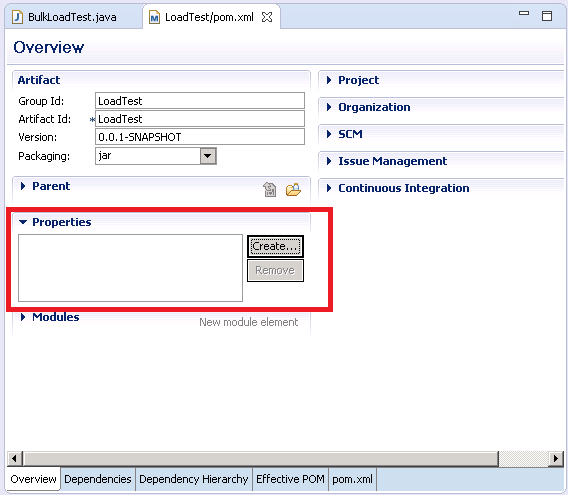 BulkLoadTest.java LoadTest/pom.xml
Overview
Artifact
Group Id: LoadTest
Artifact Id: * LoadTest
Version: 0.0.1-SNAPSHOT
Packaging: jar
Parent
Properties
Create...
Remove
Modules New module element
Project
Organization
SCM
Issue Management
Continuous Integration
Overview Dependencies Dependency Hierarchy Effective POM pom.xml